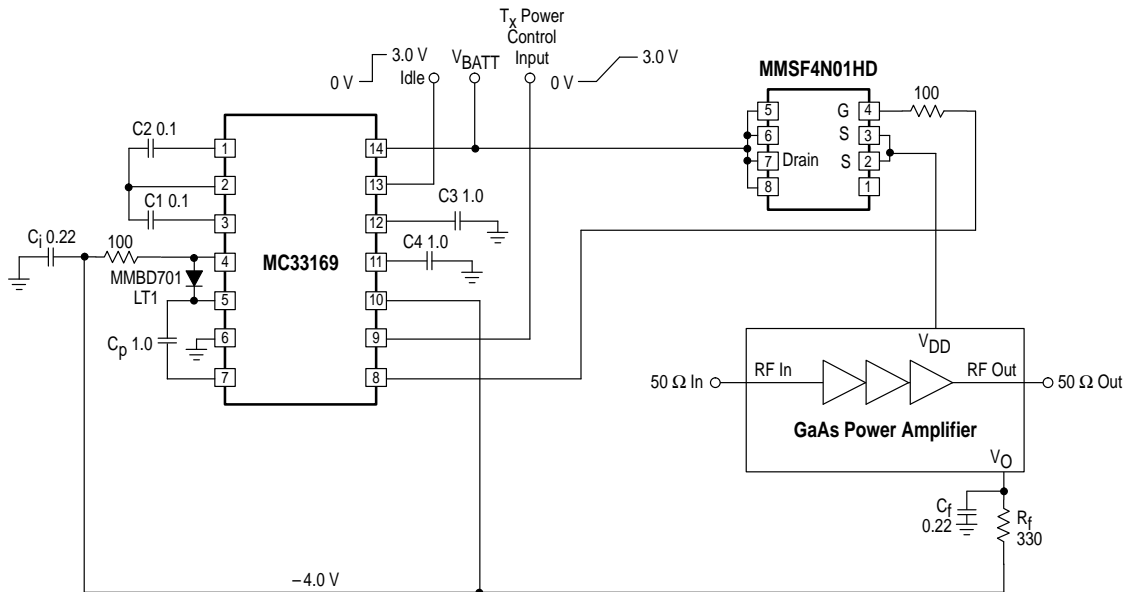 Tx Power
Control
Input
3.0 V
0 V
Idle
VBATT
0 V
3.0 V
MMSF4N01HD
100
5
G
4
6
S
3
7
Drain
S
2
8
1
C2 0.1
1
14
2
13
C1 0.1
3
C3 1.0
12
Ci 0.22
100
4
MC33169
C4 1.0
11
MMBD701
LT1
5
10
Cp 1.0
6
9
7
8
VDD
50 Ω In
RF In
RF Out
50 Ω Out
GaAs Power Amplifier
VO
Cf
0.22
Rf
330
–4.0 V